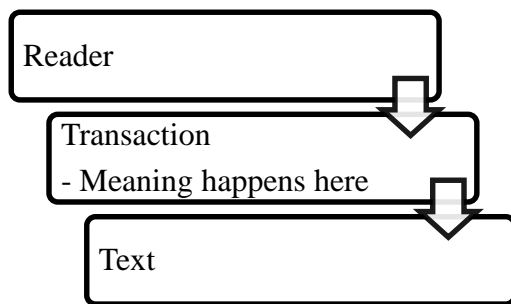 Reader
Transaction
- Meaning happens here
Text